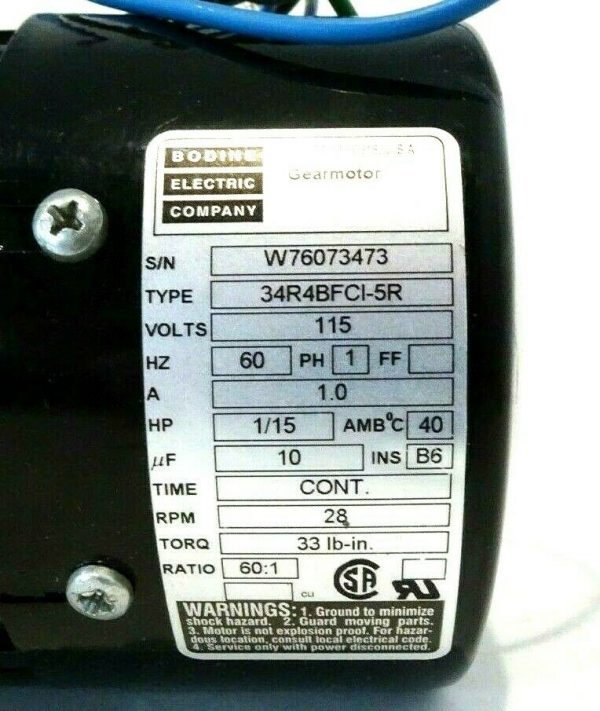 BODINE
ELECTRIC
COMPANY
Gearmotor
S/N W76073473
TYPE 34R4BFCI-5R
VOLTS 115
HZ 60 PH 1 FF
A 1.0
HP 1/15 AMB°C 40
µF 10 INS B6
TIME CONT.
RPM 28
TORQ 33 lb-in.
RATIO 60:1
cu
SA
RU
WARNINGS: 1. Ground to minimize
shock hazard. 2. Guard moving parts.
3. Motor is not explosion proof. For hazar-
dous location, consult local electrical code.
4. Service only with power disconnected.